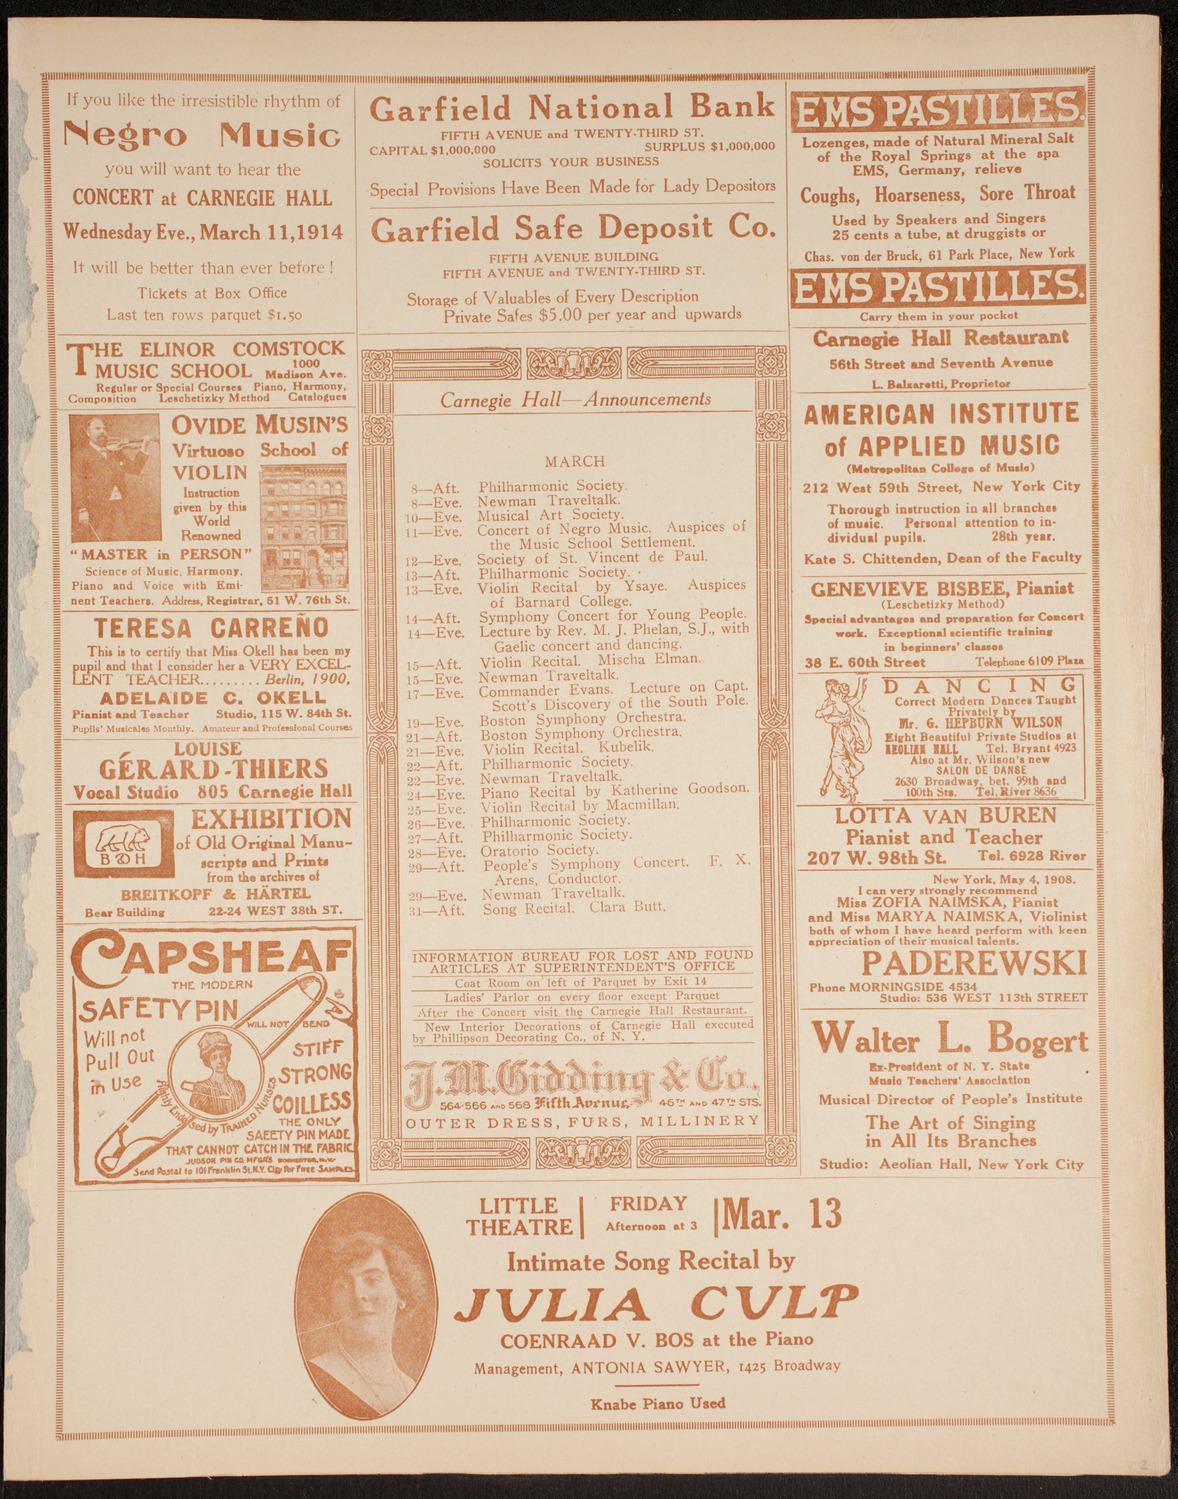 If you like the irresistible rhythm of
Negro Music
you will want to hear the
CONCERT at CARNEGIE HALL
Wednesday Eve., March 11, 1914
It will be better than ever before !
Tickets at Box Office
Last ten rows parquet $1.50
THE ELINOR COMSTOCK
MUSIC SCHOOL 1000 Madison Ave.
Regular or Special Courses Piano, Harmony,
Composition Leschetizky Method Catalogues
OVIDE MUSIN'S
Virtuoso School of
VIOLIN
Instruction
given by this
World
Renowned
"MASTER in PERSON"
Science of Music, Harmony,
Piano and Voice with Emi-
nent Teachers. Address, Registrar, 51 W. 76th St.
TERESA CARREÑO
This is to certify that Miss Okell has been my
pupil and that I consider her a VERY EXCEL-
LENT TEACHER......... Berlin, 1900,
ADELAIDE C. OKELL
Pianist and Teacher Studio, 115 W. 84th St.
Pupils' Musicales Monthly. Amateur and Professional Courses
LOUISE
GÉRARD-THIERS
Vocal Studio 805 Carnegie Hall
B & H
EXHIBITION
of Old Original Manu-
scripts and Prints
from the archives of
BREITKOPF & HÄRTEL
Bear Building 22-24 WEST 38th ST.
CAPSHEAF
THE MODERN
SAFETY PIN
WILL NOT BEND
Will not
Pull Out
in Use
STIFF
STRONG
COILLESS
Highly Endorsed by TRAINED NURSES
THE ONLY
SAFETY PIN MADE
THAT CANNOT CATCH IN THE FABRIC
JUDSON PIN CO. MFGRS ROCHESTER, N.Y.
Send Postal to 101 Franklin St. N.Y. City for FREE SAMPLES
Garfield National Bank
FIFTH AVENUE and TWENTY-THIRD ST.
CAPITAL $1,000,000 SURPLUS $1,000,000
SOLICITS YOUR BUSINESS
Special Provisions Have Been Made for Lady Depositors
Garfield Safe Deposit Co.
FIFTH AVENUE BUILDING
FIFTH AVENUE and TWENTY-THIRD ST.
Storage of Valuables of Every Description
Private Safes $5.00 per year and upwards
Carnegie Hall—Announcements
MARCH
8—Aft. Philharmonic Society.
8—Eve. Newman Traveltalk.
10—Eve. Musical Art Society.
11—Eve. Concert of Negro Music. Auspices of
the Music School Settlement.
12—Eve. Society of St. Vincent de Paul.
13—Aft. Philharmonic Society.
13—Eve. Violin Recital by Ysaye. Auspices
of Barnard College.
14—Aft. Symphony Concert for Young People.
14—Eve. Lecture by Rev. M. J. Phelan, S.J., with
Gaelic concert and dancing.
15—Aft. Violin Recital. Mischa Elman.
15—Eve. Newman Traveltalk.
17—Eve. Commander Evans. Lecture on Capt.
Scott's Discovery of the South Pole.
19—Eve. Boston Symphony Orchestra.
21—Aft. Boston Symphony Orchestra.
21—Eve. Violin Recital. Kubelik.
22—Aft. Philharmonic Society.
22—Eve. Newman Traveltalk.
24—Eve. Piano Recital by Katherine Goodson.
25—Eve. Violin Recital by Macmillan.
26—Eve. Philharmonic Society.
27—Aft. Philharmonic Society.
28—Eve. Oratorio Society.
29—Aft. People's Symphony Concert. F. X.
Arens, Conductor.
29—Eve. Newman Traveltalk.
31—Aft. Song Recital. Clara Butt.
INFORMATION BUREAU FOR LOST AND FOUND
ARTICLES AT SUPERINTENDENT'S OFFICE
Coat Room on left of Parquet by Exit 14
Ladies' Parlor on every floor except Parquet
After the Concert visit the Carnegie Hall Restaurant.
New Interior Decorations of Carnegie Hall executed
by Phillipson Decorating Co., of N. Y.
J.M. Gidding & Co.
564-566 AND 568 Fifth Avenue, 46TH AND 47TH STS.
OUTER DRESS, FURS, MILLINERY
EMS PASTILLES.
Lozenges, made of Natural Mineral Salt
of the Royal Springs at the spa
EMS, Germany, relieve
Coughs, Hoarseness, Sore Throat
Used by Speakers and Singers
25 cents a tube, at druggists or
Chas. von der Bruck, 61 Park Place, New York
EMS PASTILLES.
Carry them in your pocket
Carnegie Hall Restaurant
56th Street and Seventh Avenue
L. Balzaretti, Proprietor
AMERICAN INSTITUTE
of APPLIED MUSIC
(Metropolitan College of Music)
212 West 59th Street, New York City
Thorough instruction in all branches
of music. Personal attention to in-
dividual pupils. 28th year.
Kate S. Chittenden, Dean of the Faculty
GENEVIEVE BISBEE, Pianist
(Leschetizky Method)
Special advantages and preparation for Concert
work. Exceptional scientific training
in beginners' classes
38 E. 60th Street Telephone 6109 Plaza
DANCING
Correct Modern Dances Taught
Privately by
Mr. G. HEPBURN WILSON
Eight Beautiful Private Studios at
AEOLIAN HALL Tel. Bryant 4923
Also at Mr. Wilson's new
SALON DE DANSE
2630 Broadway, bet. 99th and
100th Sts. Tel. River 8636
LOTTA VAN BUREN
Pianist and Teacher
207 W. 98th St. Tel. 6928 River
New York, May 4, 1908.
I can very strongly recommend
Miss ZOFIA NAIMSKA, Pianist
and Miss MARYA NAIMSKA, Violinist
both of whom I have heard perform with keen
appreciation of their musical talents.
PADEREWSKI
Phone MORNINGSIDE 4534
Studio: 536 WEST 113th STREET
Walter L. Bogert
Ex-President of N. Y. State
Music Teachers' Association
Musical Director of People's Institute
The Art of Singing
in All Its Branches
Studio: Aeolian Hall, New York City
LITTLE THEATRE | FRIDAY Afternoon at 3 | Mar. 13
Intimate Song Recital by
JULIA CULP
COENRAAD V. BOS at the Piano
Management, ANTONIA SAWYER, 1425 Broadway
Knabe Piano Used
2